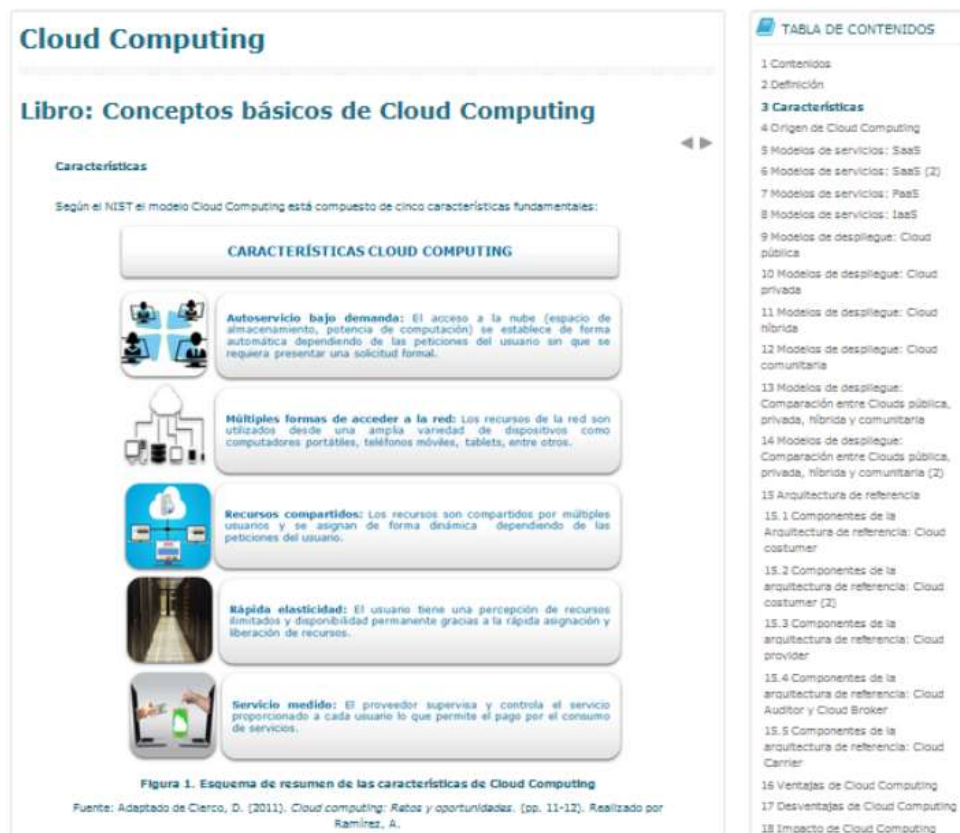 Cloud Computing
Libro: Conceptos básicos de Cloud Computing
Características
Según el NIST el modelo Cloud Computing está compuesto de cinco características fundamentales:
CARACTERÍSTICAS CLOUD COMPUTING
Autoservicio bajo demanda: El acceso a la nube (espacio de
almacenamiento, potencia de computación) se establece de forma
automática dependiendo de las peticiones del usuario sin que se
requiera presentar una solicitud formal.
Múltiples formas de acceder a la red: Los recursos de la red son
utilizados desde una amplia variedad de dispositivos como
computadores portátiles, teléfonos móviles, tablets, entre otros.
Recursos compartidos: Los recursos son compartidos por múltiples
usuarios y se asignan de forma dinámica dependiendo de las
peticiones del usuario.
Rápida elasticidad: El usuario tiene una percepción de recursos
ilimitados y disponibilidad permanente gracias a la rápida asignación y
liberación de recursos.
Servicio medido: El proveedor supervisa y controla el servicio
proporcionado a cada usuario lo que permite el pago por el consumo
de servicios.
Figura 1. Esquema de resumen de las características de Cloud Computing
Fuente: Adaptado de Clerco, D. (2011). Cloud computing: Retos y oportunidades. (pp. 11-12). Realizado por
Ramírez, A.
TABLA DE CONTENIDOS
1 Contenidos
2 Definición
3 Características
4 Origen de Cloud Computing
5 Modelos de servicios: SaaS
6 Modelos de servicios: SaaS (2)
7 Modelos de servicios: PaaS
8 Modelos de servicios: IaaS
9 Modelos de despliegue: Cloud
pública
10 Modelos de despliegue: Cloud
privada
11 Modelos de despliegue: Cloud
híbrida
12 Modelos de despliegue: Cloud
comunitaria
13 Modelos de despliegue:
Comparación entre Clouds pública,
privada, híbrida y comunitaria
14 Modelos de despliegue:
Comparación entre Clouds pública,
privada, híbrida y comunitaria (2)
15 Arquitectura de referencia
15.1 Componentes de la
Arquitectura de referencia: Cloud
costumer
15.2 Componentes de la
arquitectura de referencia: Cloud
costumer (2)
15.3 Componentes de la
arquitectura de referencia: Cloud
provider
15.4 Componentes de la
arquitectura de referencia: Cloud
Auditor y Cloud Broker
15.5 Componentes de la
arquitectura de referencia: Cloud
Carrier
16 Ventajas de Cloud Computing
17 Desventajas de Cloud Computing
18 Impacto de Cloud Computing